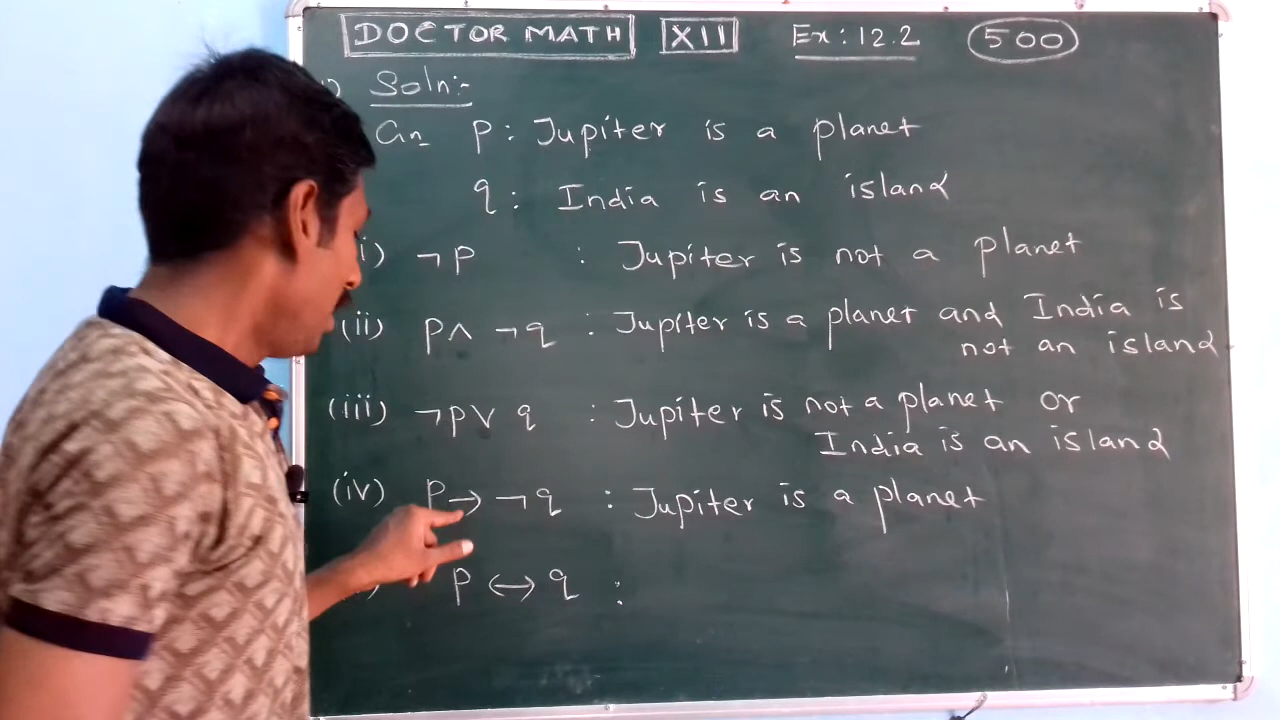 DOCTOR MATH XII Ex: 12.2 500
1) Soln:-
Gn p: Jupiter is a planet
q: India is an island
i) ¬p : Jupiter is not a planet
(ii) p∧ ¬q : Jupiter is a planet and India is
not an island
(iii) ¬p∨ q : Jupiter is not a planet or
India is an island
(iv) p→¬q : Jupiter is a planet
) p ↔ q :